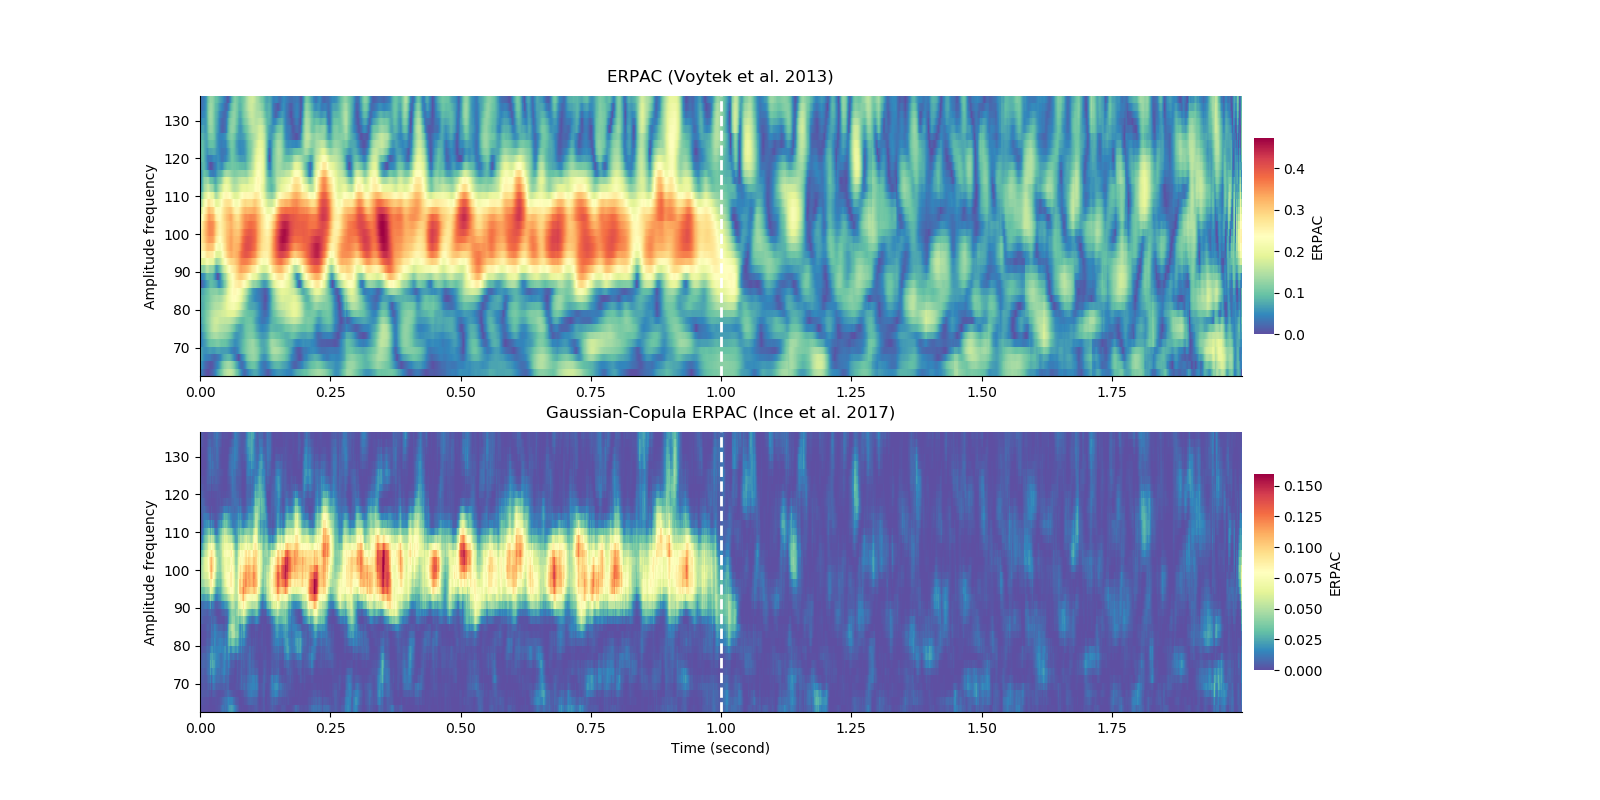 ERPAC (Voytek et al. 2013)
Amplitude frequency
130
120
110
100
90
80
70
0.00 0.25 0.50 0.75 1.00 1.25 1.50 1.75
0.4
0.3
0.2
0.1
0.0
ERPAC
Gaussian-Copula ERPAC (Ince et al. 2017)
Amplitude frequency
130
120
110
100
90
80
70
0.00 0.25 0.50 0.75 1.00 1.25 1.50 1.75
Time (second)
0.150
0.125
0.100
0.075
0.050
0.025
0.000
ERPAC